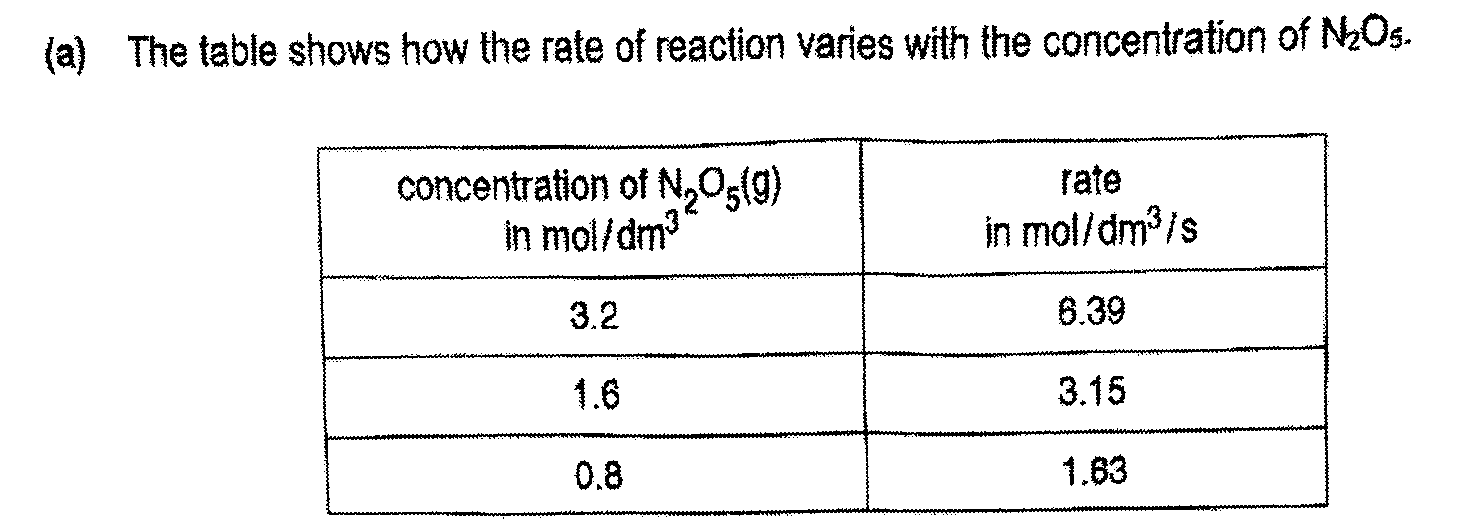 (a) The table shows how the rate of reaction varies with the concentration of N₂O₅.
concentration of N₂O₅(g)
in mol/dm³
rate
in mol/dm³/s
3.2
6.39
1.6
3.15
0.8
1.63